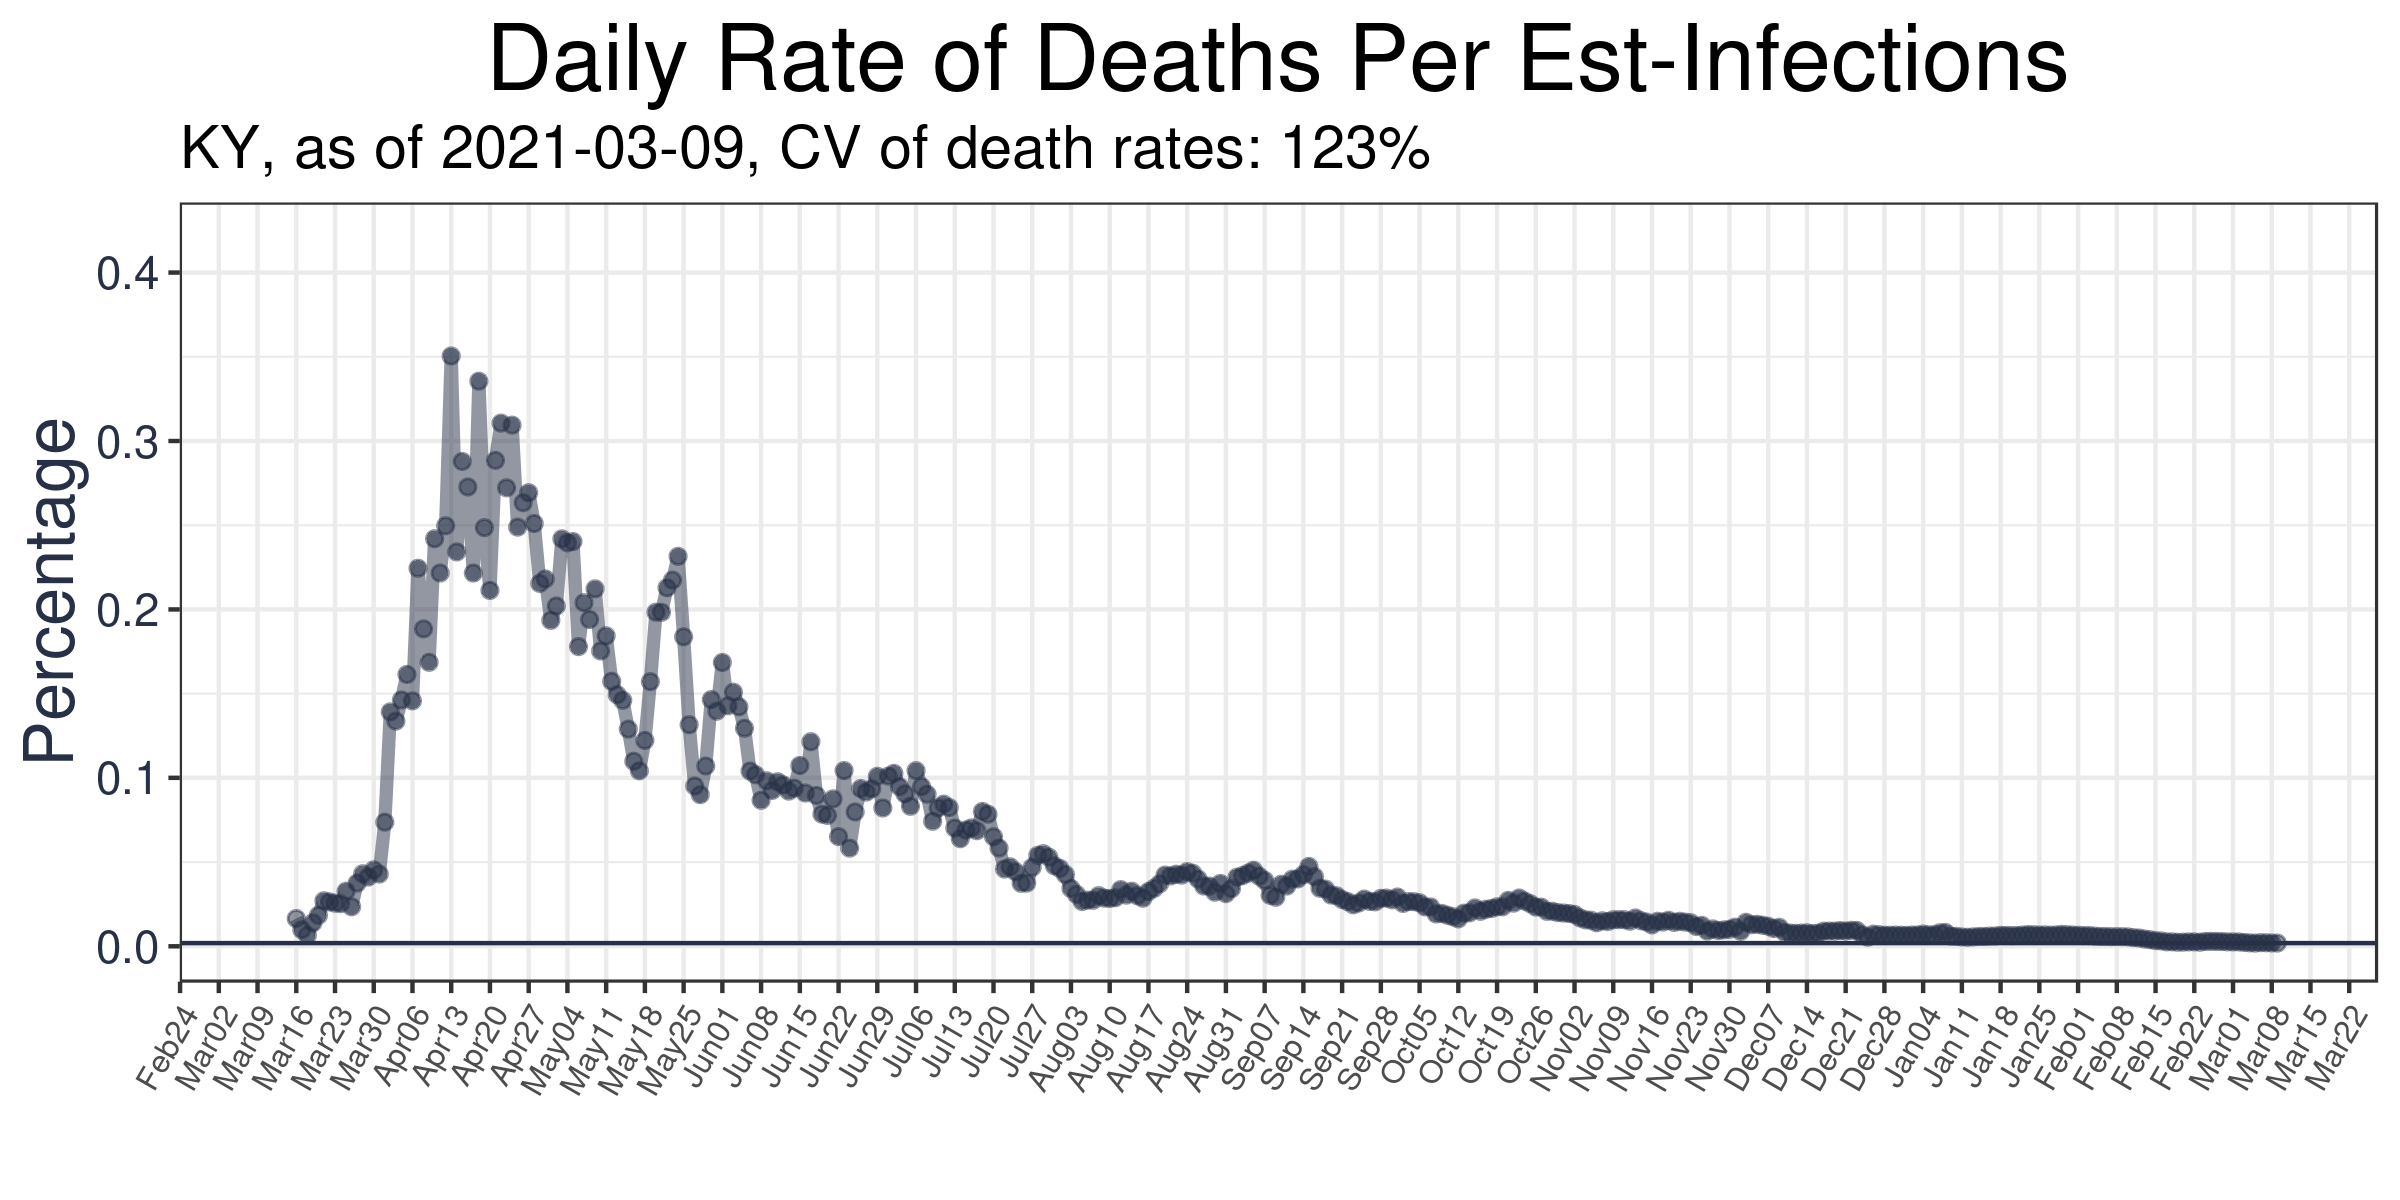 Daily Rate of Deaths Per Est-Infections
KY, as of 2021-03-09, CV of death rates: 123%
Percentage
0.4
0.3
0.2
0.1
0.0
Feb24 Mar02 Mar09 Mar16 Mar23 Mar30 Apr06 Apr13 Apr20 Apr27 May04 May11 May18 May25 Jun01 Jun08 Jun15 Jun22 Jun29 Jul06 Jul13 Jul20 Jul27 Aug03 Aug10 Aug17 Aug24 Aug31 Sep07 Sep14 Sep21 Sep28 Oct05 Oct12 Oct19 Oct26 Nov02 Nov09 Nov16 Nov23 Nov30 Dec07 Dec14 Dec21 Dec28 Jan04 Jan11 Jan18 Jan25 Feb01 Feb08 Feb15 Feb22 Mar01 Mar08 Mar15 Mar22